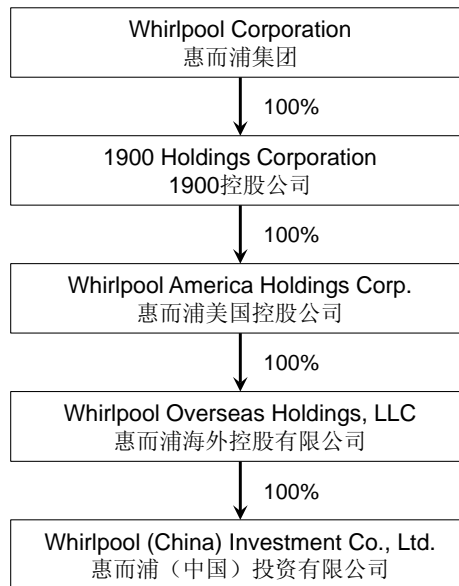 Whirlpool Corporation
惠而浦集团
100%
1900 Holdings Corporation
1900控股公司
100%
Whirlpool America Holdings Corp.
惠而浦美国控股公司
100%
Whirlpool Overseas Holdings, LLC
惠而浦海外控股有限公司
100%
Whirlpool (China) Investment Co., Ltd.
惠而浦（中国）投资有限公司